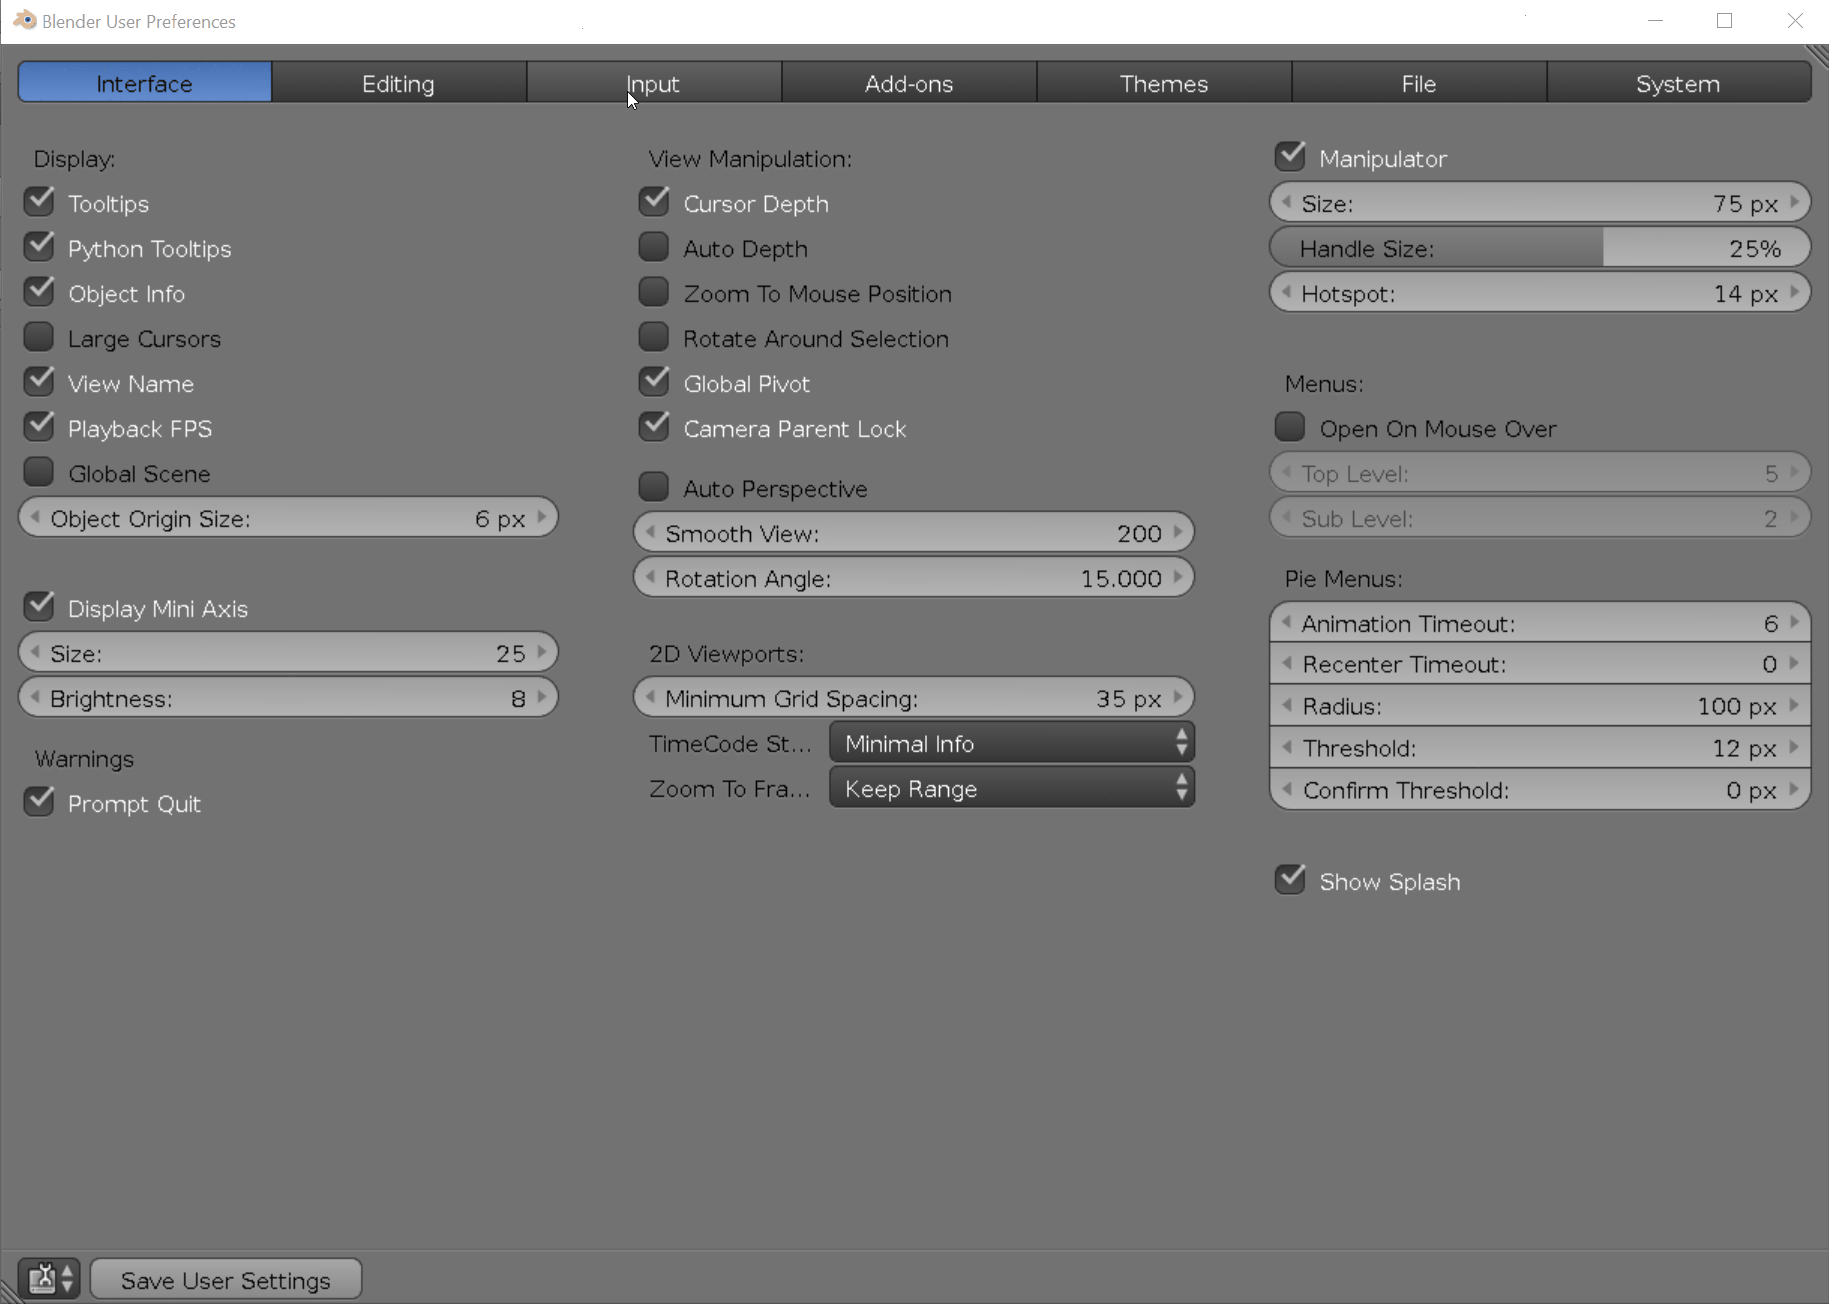 Blender User Preferences
Interface
Editing
Input
Add-ons
Themes
File
System
Display:
Tooltips
Python Tooltips
Object Info
Large Cursors
View Name
Playback FPS
Global Scene
Object Origin Size: 6 px
Display Mini Axis
Size: 25
Brightness: 8
Warnings
Prompt Quit
View Manipulation:
Cursor Depth
Auto Depth
Zoom To Mouse Position
Rotate Around Selection
Global Pivot
Camera Parent Lock
Auto Perspective
Smooth View: 200
Rotation Angle: 15.000
2D Viewports:
Minimum Grid Spacing: 35 px
TimeCode St... Minimal Info
Zoom To Fra... Keep Range
Manipulator
Size: 75 px
Handle Size: 25%
Hotspot: 14 px
Menus:
Open On Mouse Over
Top Level: 5
Sub Level: 2
Pie Menus:
Animation Timeout: 6
Recenter Timeout: 0
Radius: 100 px
Threshold: 12 px
Confirm Threshold: 0 px
Show Splash
Save User Settings